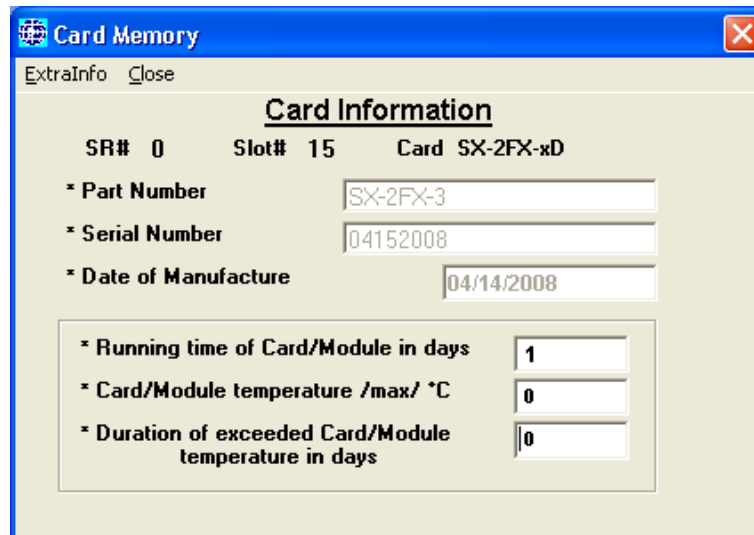 Card Memory
ExtraInfo Close
Card Information
SR# 0 Slot# 15 Card SX-2FX-xD
* Part Number SX-2FX-3
* Serial Number 04152008
* Date of Manufacture 04/14/2008
* Running time of Card/Module in days 1
* Card/Module temperature /max/ °C 0
* Duration of exceeded Card/Module 0
temperature in days